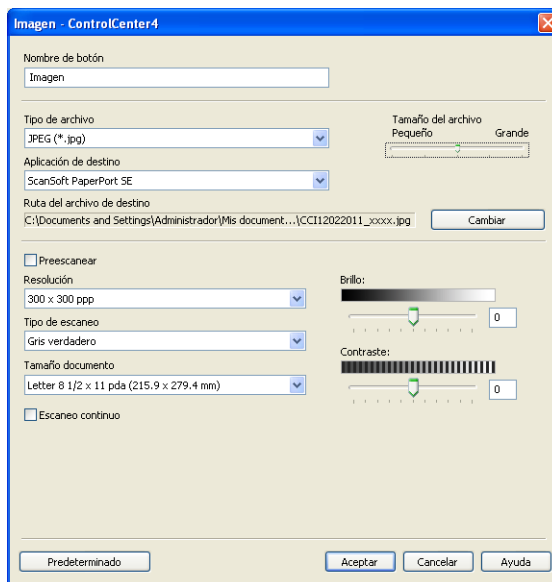 Imagen - ControlCenter4
Nombre de botón
Imagen
Tipo de archivo
JPEG (*.jpg)
Tamaño del archivo
Pequeño Grande
Aplicación de destino
ScanSoft PaperPort SE
Ruta del archivo de destino
C:\Documents and Settings\Administrador\Mis document...\CCI12022011_xxxx.jpg Cambiar
Preescanear
Resolución
300 x 300 ppp
Tipo de escaneo
Gris verdadero
Tamaño documento
Letter 8 1/2 x 11 pda (215.9 x 279.4 mm)
Escaneo continuo
Brillo:
0
Contraste:
0
Predeterminado Aceptar Cancelar Ayuda